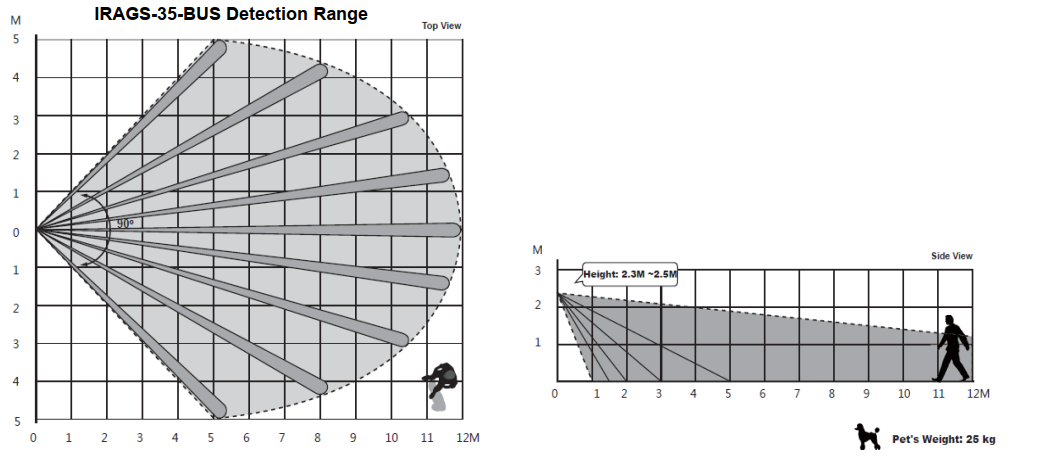 IRAGS-35-BUS Detection Range
M
Top View
5
4
3
2
1
0
1
2
3
4
5
90°
0 1 2 3 4 5 6 7 8 9 10 11 12M
M
Side View
3
Height: 2.3M ~2.5M
2
1
0 1 2 3 4 5 6 7 8 9 10 11 12M
Pet's Weight: 25 kg